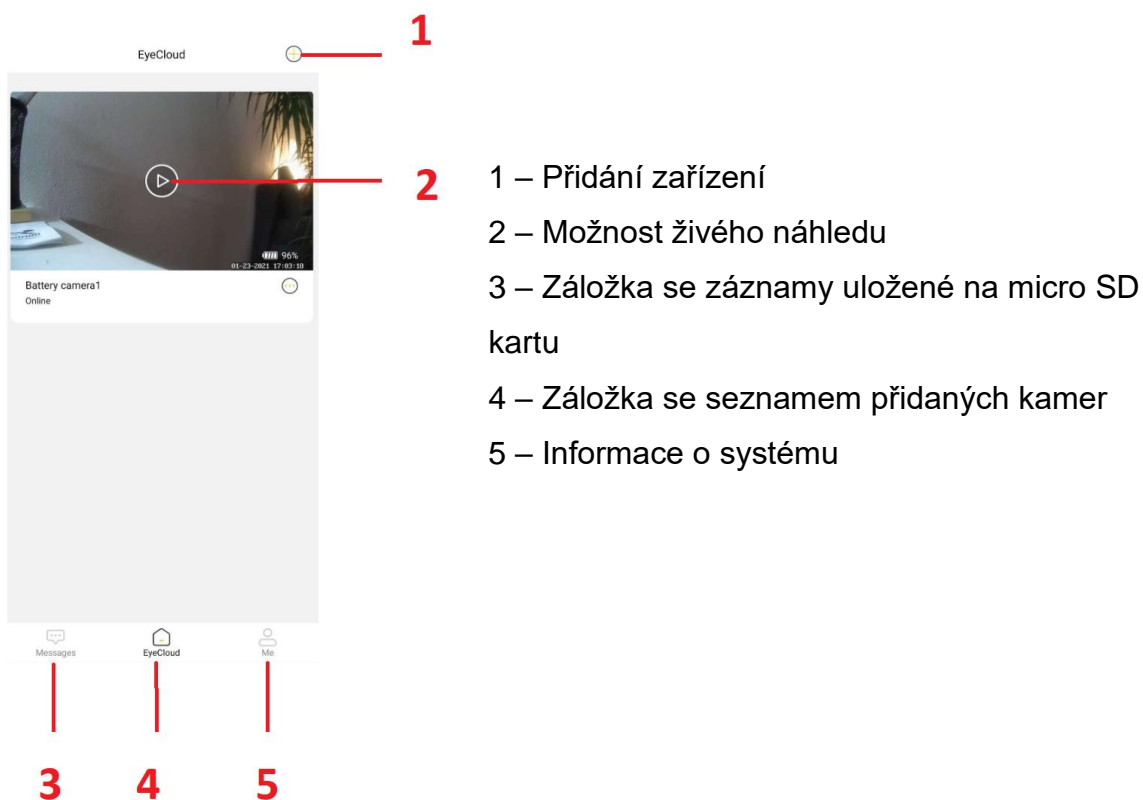 1
EyeCloud
2
96%
01-23-2021 17:03:18
Battery camera1
Online
1 – Přidání zařízení
2 – Možnost živého náhledu
3 – Záložka se záznamy uložené na micro SD
kartu
4 – Záložka se seznamem přidaných kamer
5 – Informace o systému
Messages
EyeCloud
Me
3
4
5